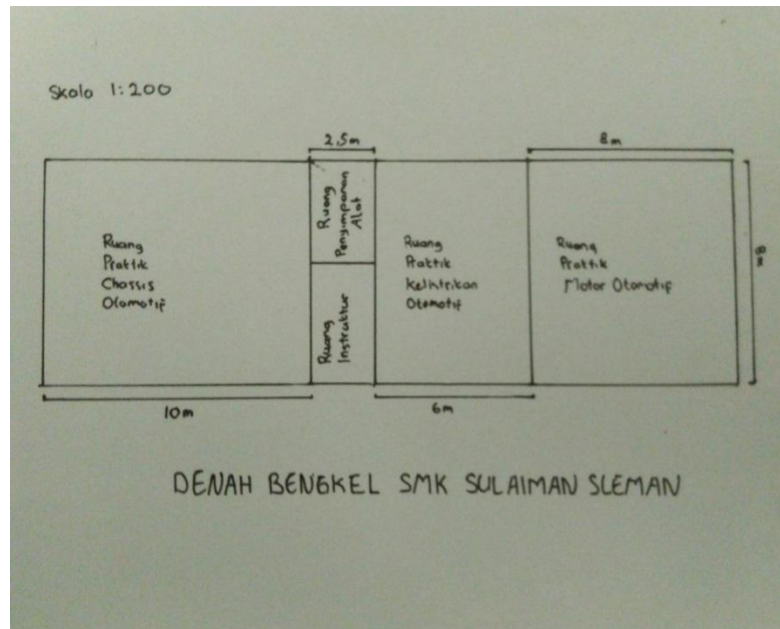 Skala 1:200
2,5m
8m
Ruang
Praktik
Chassis
Otomotif
Ruang
Penyimpanan
Alat
Ruang
Instruktur
Ruang
Praktik
Kelistrikan
Otomotif
Ruang
Praktik
Motor Otomotif
8m
10m
6m
DENAH BENGKEL SMK SULAIMAN SLEMAN